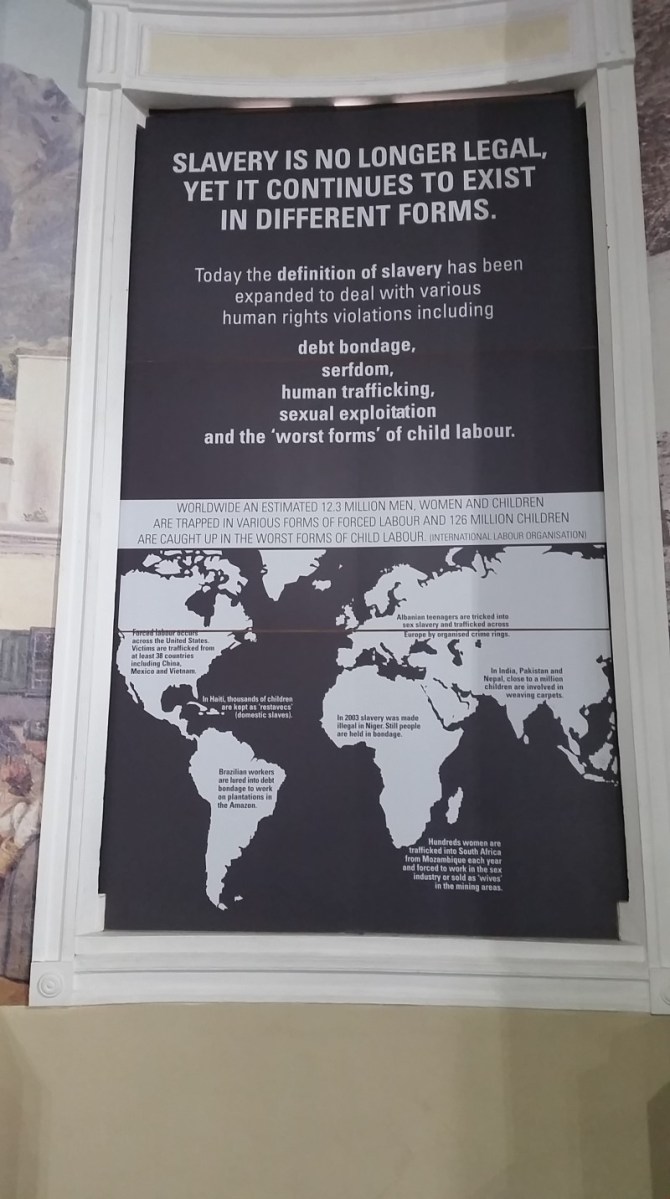 SLAVERY IS NO LONGER LEGAL,
YET IT CONTINUES TO EXIST
IN DIFFERENT FORMS.
Today the definition of slavery has been
expanded to deal with various
human rights violations including
debt bondage,
serfdom,
human trafficking,
sexual exploitation
and the 'worst forms' of child labour.
WORLDWIDE AN ESTIMATED 12.3 MILLION MEN, WOMEN AND CHILDREN
ARE TRAPPED IN VARIOUS FORMS OF FORCED LABOUR AND 126 MILLION CHILDREN
ARE CAUGHT UP IN THE WORST FORMS OF CHILD LABOUR. (INTERNATIONAL LABOUR ORGANISATION)
Albanian teenagers are tricked into
sex slavery and trafficked across
Europe by organised crime rings.
Forced labour occurs
across the United States.
Victims are trafficked from
at least 38 countries
including China,
Mexico and Vietnam.
In India, Pakistan and
Nepal, close to a million
children are involved in
weaving carpets.
In Haiti, thousands of children
are kept as 'restavecs'
(domestic slaves).
In 2003 slavery was made
illegal in Niger. Still people
are held in bondage.
Brazilian workers
are lured into debt
bondage to work
on plantations in
the Amazon.
Hundreds women are
trafficked into South Africa
from Mozambique each year
and forced to work in the sex
industry or sold as 'wives'
in the mining areas.